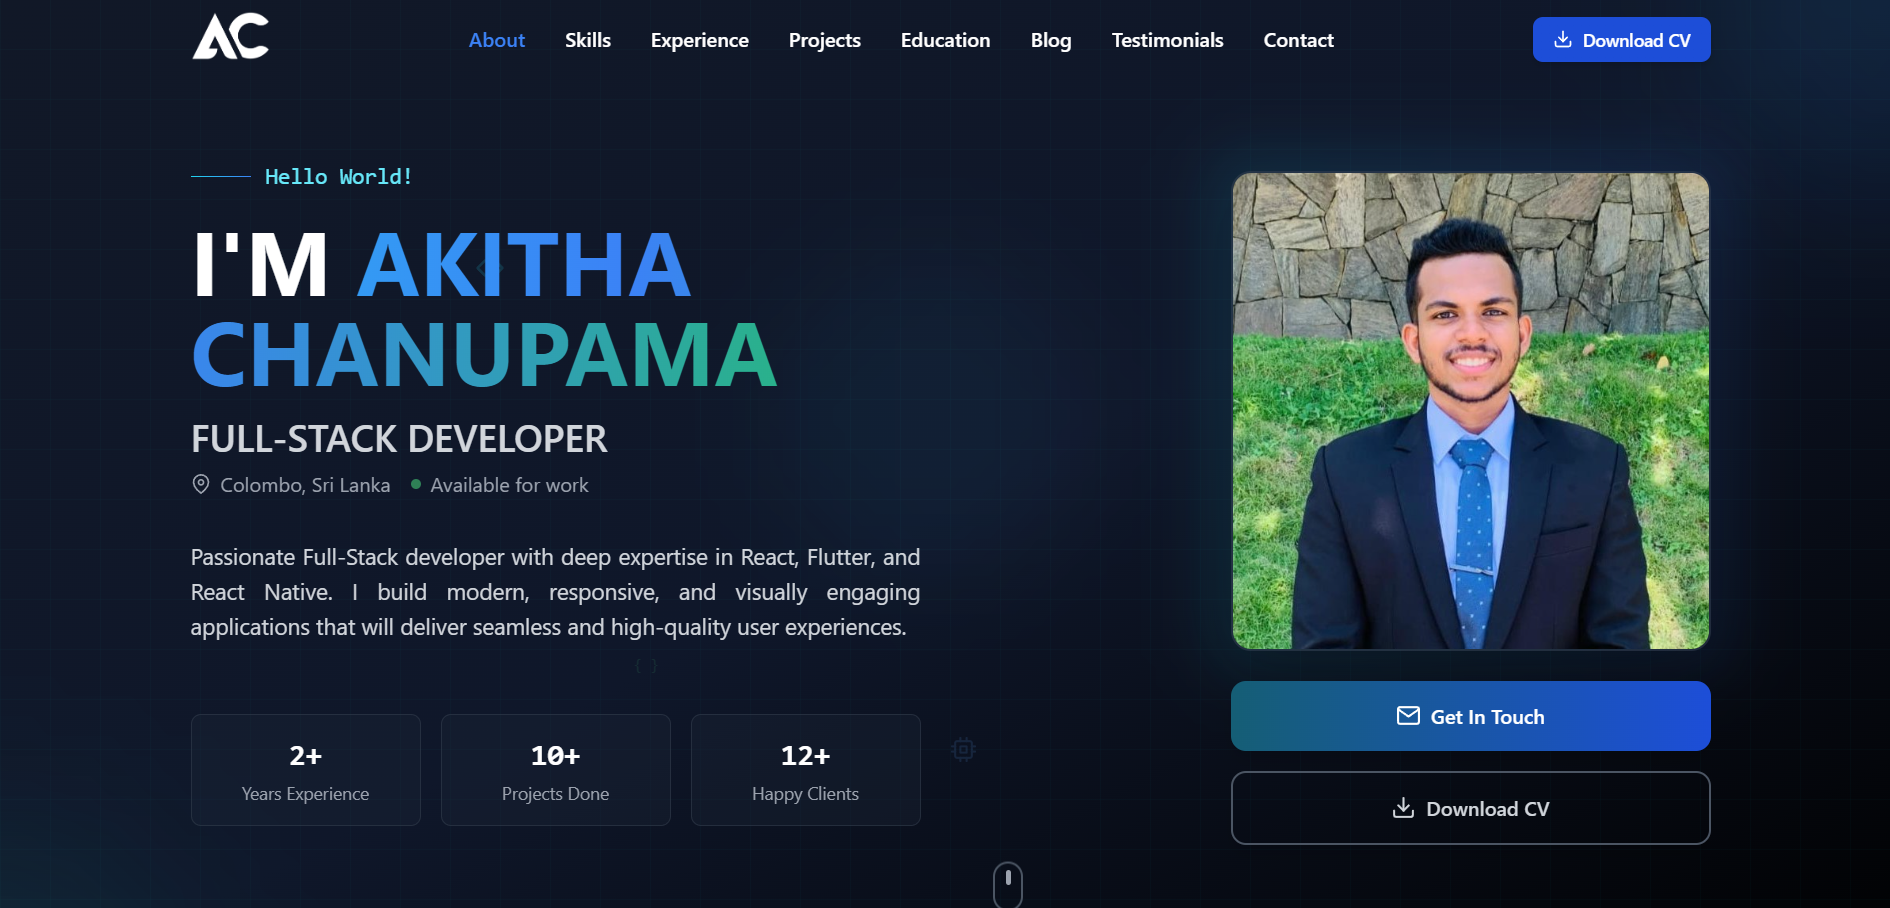 AC
About Skills Experience Projects Education Blog Testimonials Contact
Download CV
Hello World!
I'M AKITHA
CHANUPAMA
FULL-STACK DEVELOPER
Colombo, Sri Lanka Available for work
Passionate Full-Stack developer with deep expertise in React, Flutter, and
React Native. I build modern, responsive, and visually engaging
applications that will deliver seamless and high-quality user experiences.
{ }
2+
Years Experience
10+
Projects Done
12+
Happy Clients
Get In Touch
Download CV